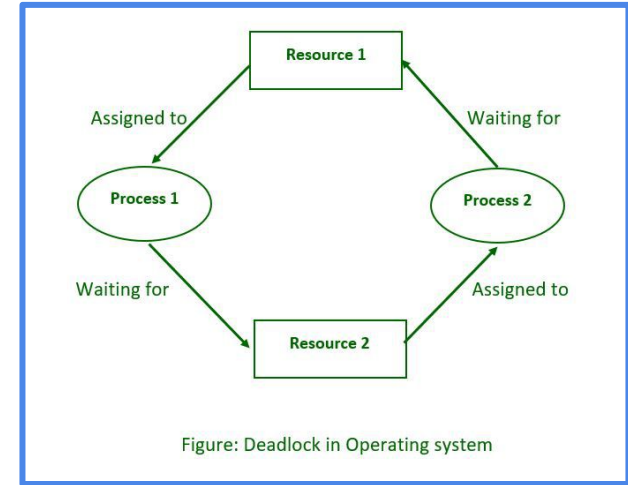 Resource 1
Assigned to
Waiting for
Process 1
Process 2
Waiting for
Assigned to
Resource 2
Figure: Deadlock in Operating system